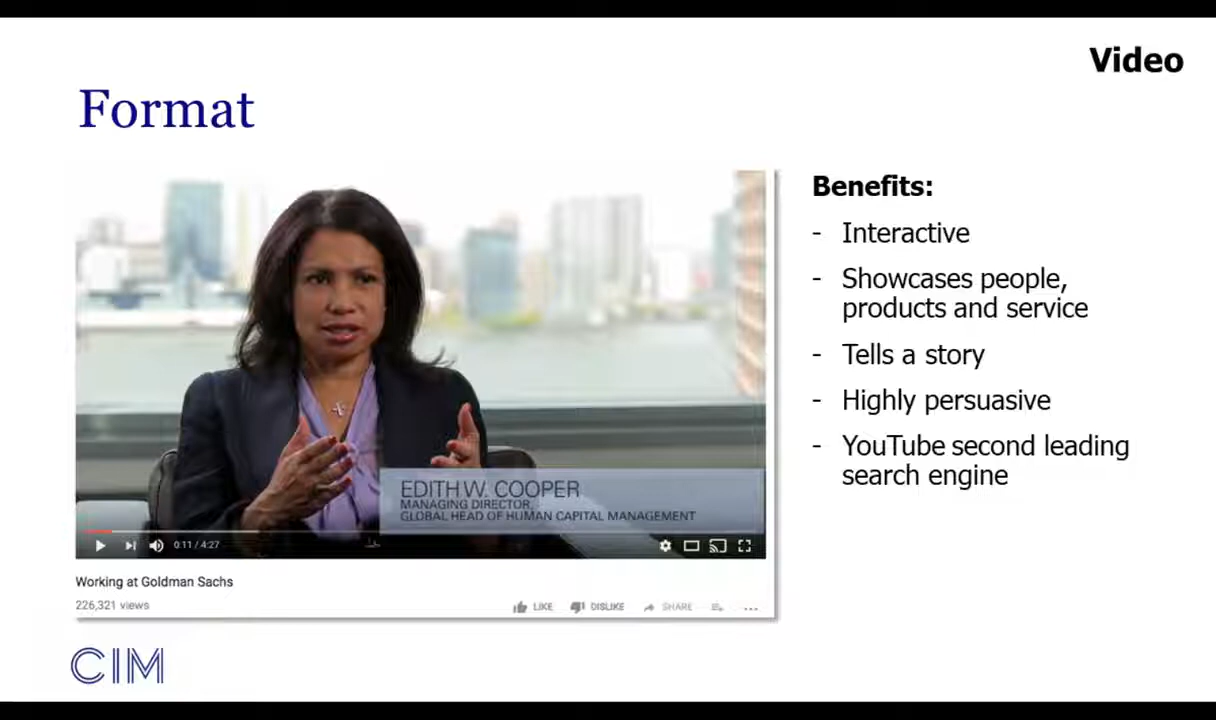 Video
Format
Benefits:
- Interactive
- Showcases people,
products and service
- Tells a story
- Highly persuasive
- YouTube second leading
search engine
EDITH W. COOPER
MANAGING DIRECTOR,
GLOBAL HEAD OF HUMAN CAPITAL MANAGEMENT
0:11 / 4:27
Working at Goldman Sachs
226,321 views
LIKE DISLIKE SHARE
CIM